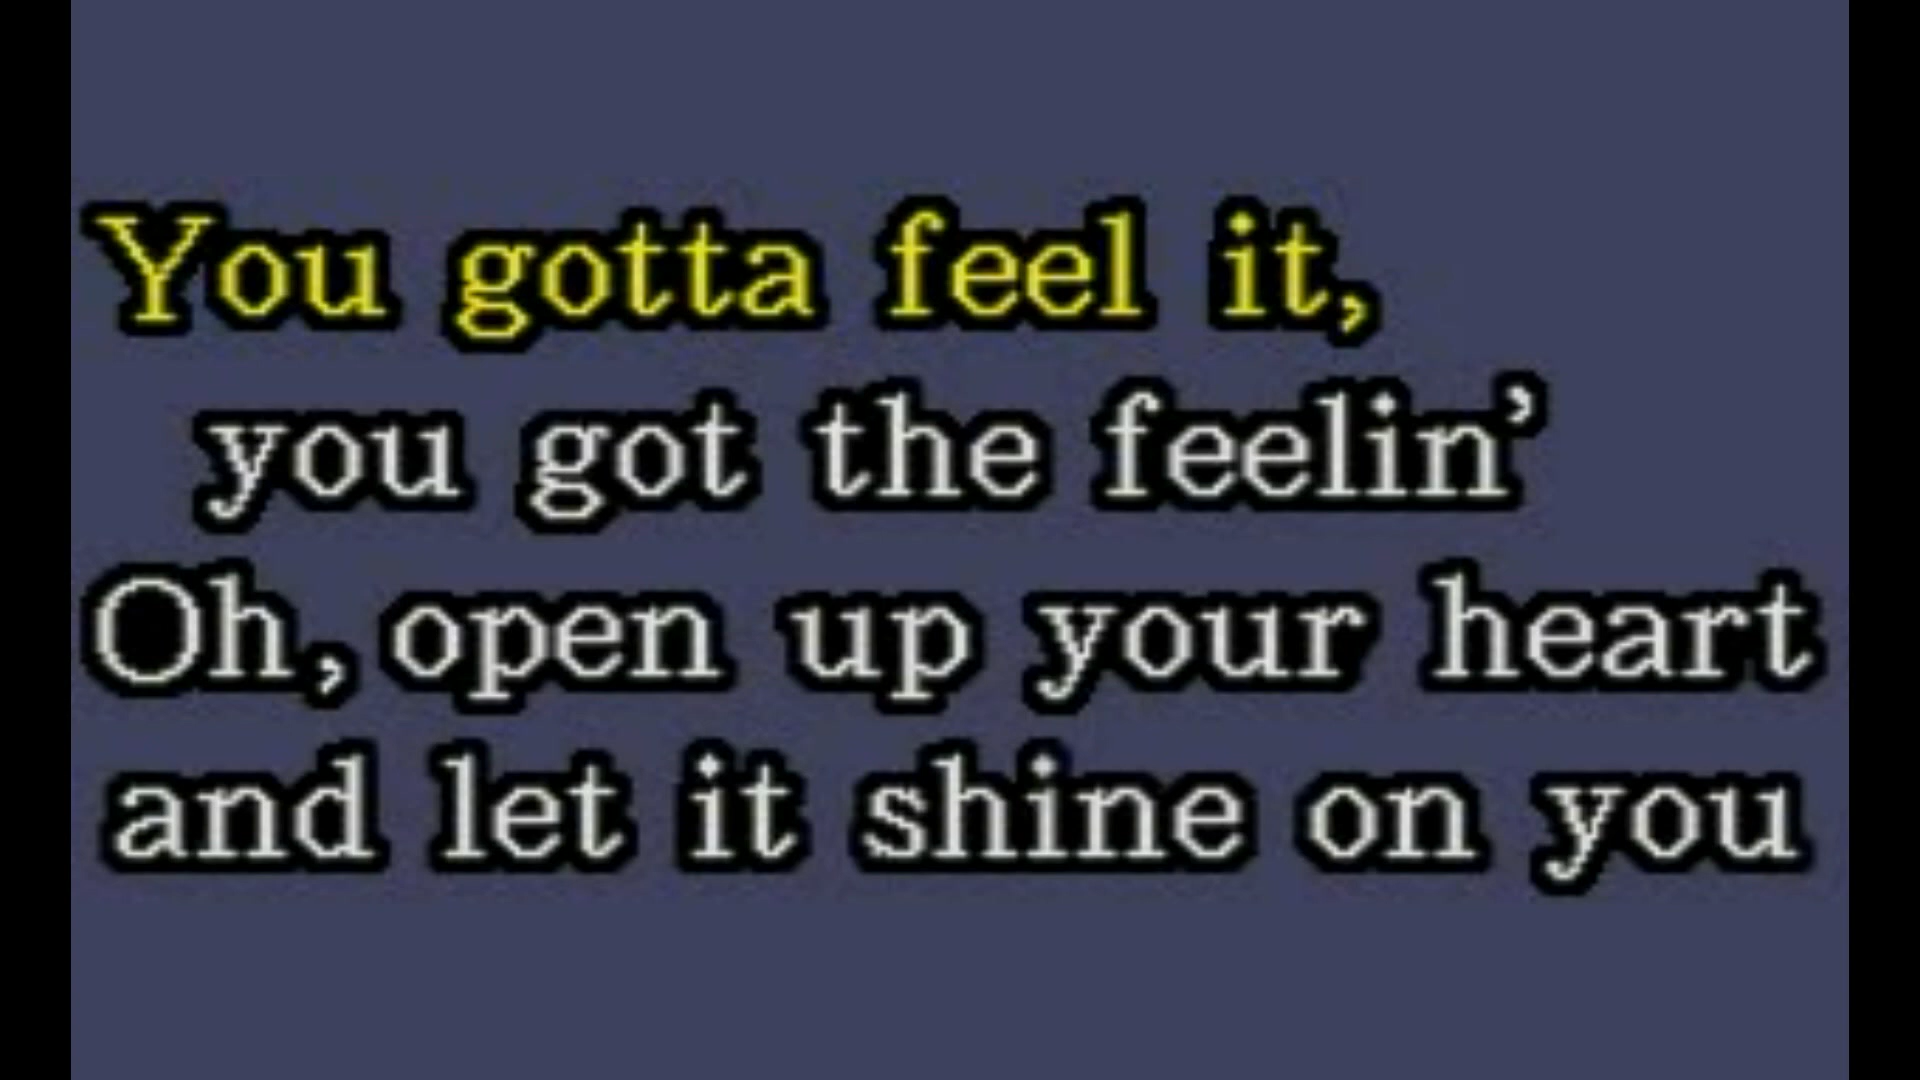 You gotta feel it,
you got the feelin’
Oh, open up your heart
and let it shine on you